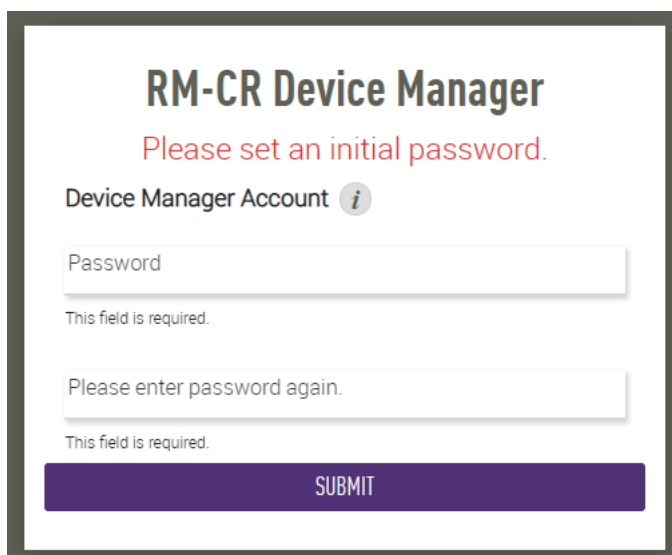 RM-CR Device Manager
Please set an initial password.
Device Manager Account i
Password
This field is required.
Please enter password again.
This field is required.
SUBMIT